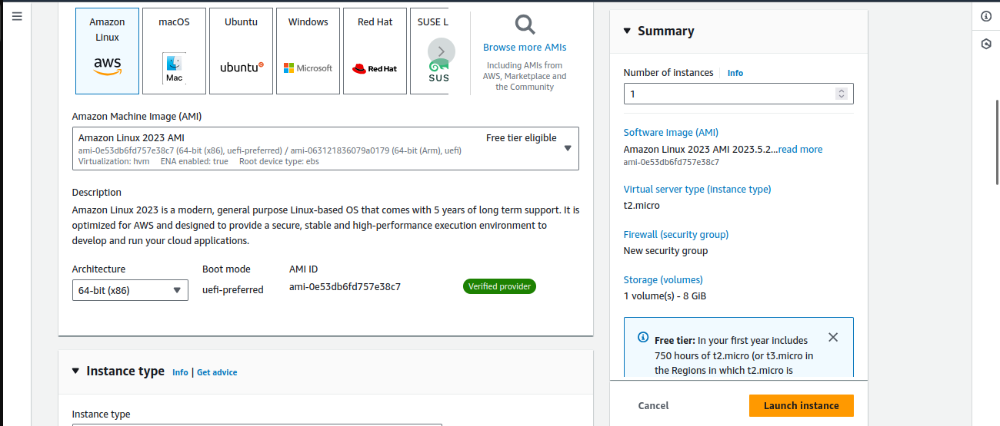 Amazon
Linux
aws
macOS
Mac
Ubuntu
ubuntu
Windows
Microsoft
Red Hat
Red Hat
SUSE L
SUS
Browse more AMIs
Including AMIs from
AWS, Marketplace and
the Community
Amazon Machine Image (AMI)
Amazon Linux 2023 AMI
Free tier eligible
ami-0e53db6fd757e38c7 (64-bit (x86), uefi-preferred) / ami-063121836079a0179 (64-bit (Arm), uefi)
Virtualization: hvm ENA enabled: true Root device type: ebs
Description
Amazon Linux 2023 is a modern, general purpose Linux-based OS that comes with 5 years of long term support. It is
optimized for AWS and designed to provide a secure, stable and high-performance execution environment to
develop and run your cloud applications.
Architecture
Boot mode
AMI ID
64-bit (x86)
uefi-preferred
ami-0e53db6fd757e38c7
Verified provider
Instance type Info | Get advice
Instance type
Summary
Number of instances Info
1
Software Image (AMI)
Amazon Linux 2023 AMI 2023.5.2...read more
ami-0e53db6fd757e38c7
Virtual server type (instance type)
t2.micro
Firewall (security group)
New security group
Storage (volumes)
1 volume(s) - 8 GiB
Free tier: In your first year includes
750 hours of t2.micro (or t3.micro in
the Regions in which t2.micro is
Cancel
Launch instance